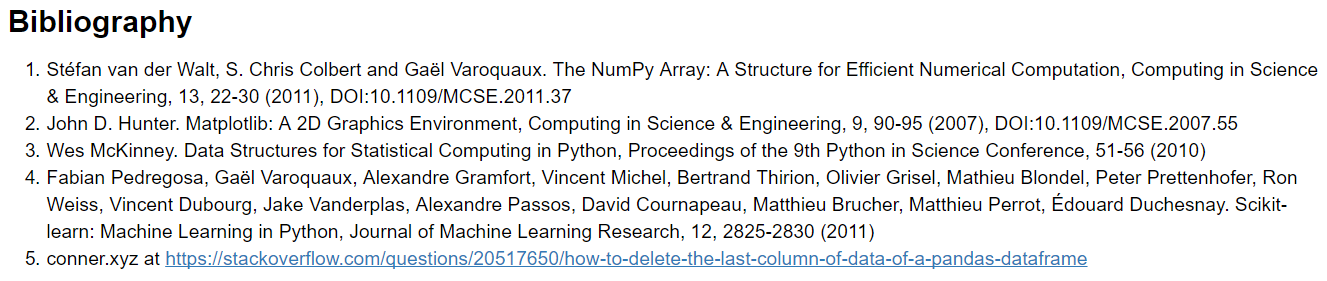 Bibliography
1. Stéfan van der Walt, S. Chris Colbert and Gaël Varoquaux. The NumPy Array: A Structure for Efficient Numerical Computation, Computing in Science
& Engineering, 13, 22-30 (2011), DOI:10.1109/MCSE.2011.37
2. John D. Hunter. Matplotlib: A 2D Graphics Environment, Computing in Science & Engineering, 9, 90-95 (2007), DOI:10.1109/MCSE.2007.55
3. Wes McKinney. Data Structures for Statistical Computing in Python, Proceedings of the 9th Python in Science Conference, 51-56 (2010)
4. Fabian Pedregosa, Gaël Varoquaux, Alexandre Gramfort, Vincent Michel, Bertrand Thirion, Olivier Grisel, Mathieu Blondel, Peter Prettenhofer, Ron
Weiss, Vincent Dubourg, Jake Vanderplas, Alexandre Passos, David Cournapeau, Matthieu Brucher, Matthieu Perrot, Édouard Duchesnay. Scikit-
learn: Machine Learning in Python, Journal of Machine Learning Research, 12, 2825-2830 (2011)
5. conner.xyz at https://stackoverflow.com/questions/20517650/how-to-delete-the-last-column-of-data-of-a-pandas-dataframe